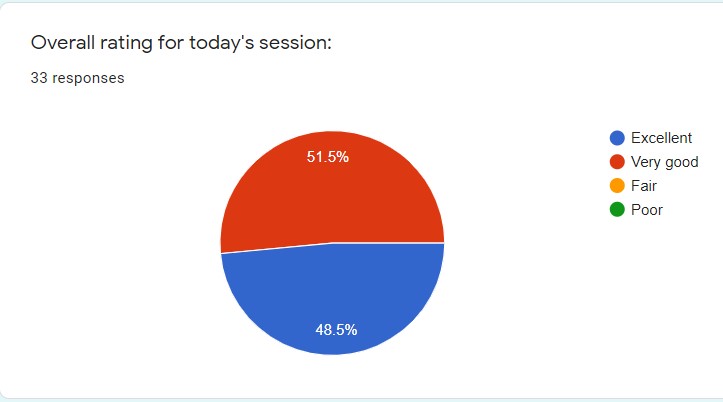 Overall rating for today's session:
33 responses
51.5%
48.5%
Excellent
Very good
Fair
Poor